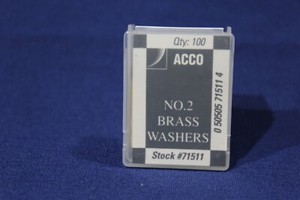 Qty: 100
ACCO
NO.2
BRASS
WASHERS
Stock #71511
0 50505 71511 4